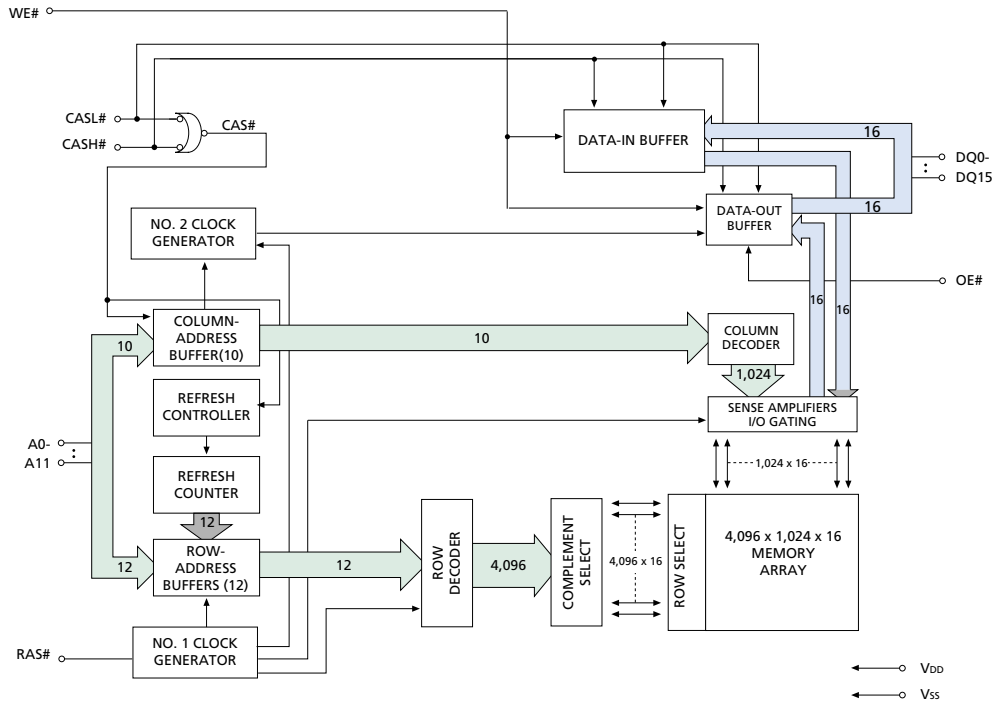 WE#
CASL#
CASH#
CAS#
DATA-IN BUFFER
16
DQ0-
DQ15
16
DATA-OUT
BUFFER
NO. 2 CLOCK
GENERATOR
OE#
16
16
COLUMN-
ADDRESS
BUFFER(10)
10
10
COLUMN
DECODER
1,024
REFRESH
CONTROLLER
SENSE AMPLIFIERS
I/O GATING
A0-
A11
1,024 x 16
REFRESH
COUNTER
12
ROW-
ADDRESS
BUFFERS (12)
12
12
ROW
DECODER
4,096
COMPLEMENT
SELECT
4,096 x 16
ROW SELECT
4,096 x 1,024 x 16
MEMORY
ARRAY
NO. 1 CLOCK
GENERATOR
RAS#
VDD
VSS